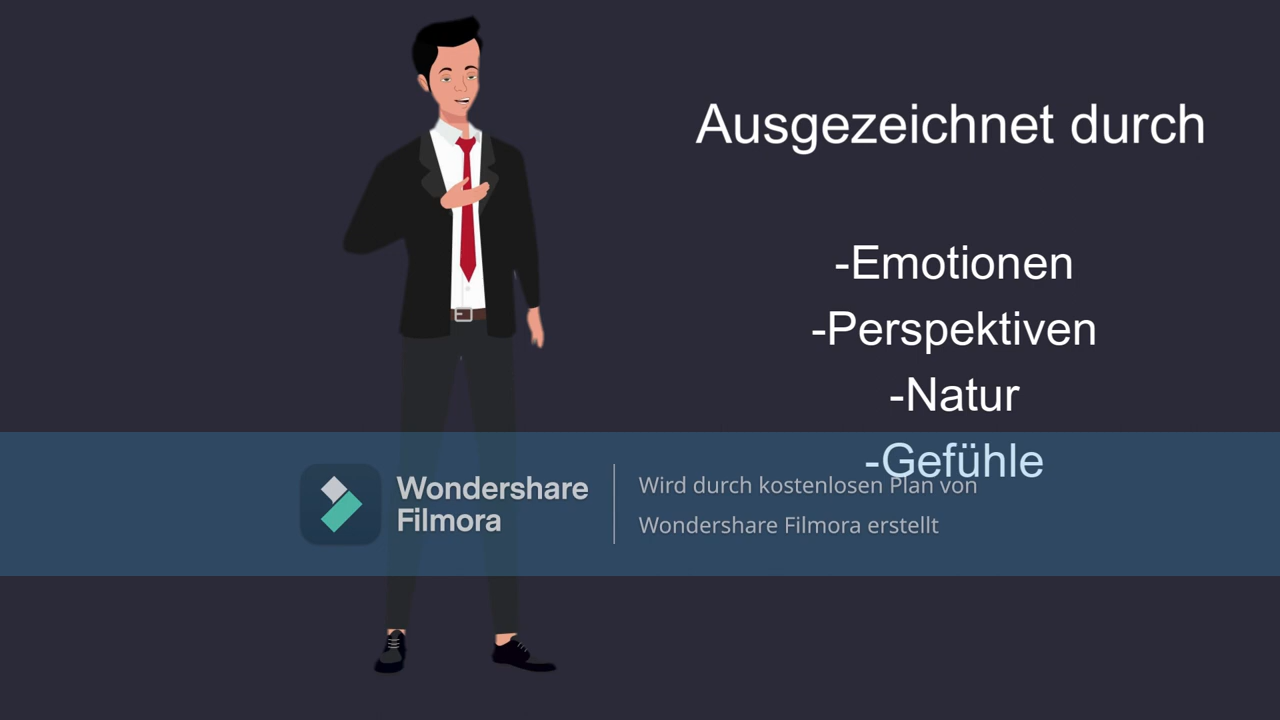 Ausgezeichnet durch
-Emotionen
-Perspektiven
-Natur
-Gefühle
Wondershare
Filmora
Wird durch kostenlosen Plan von
Wondershare Filmora erstellt